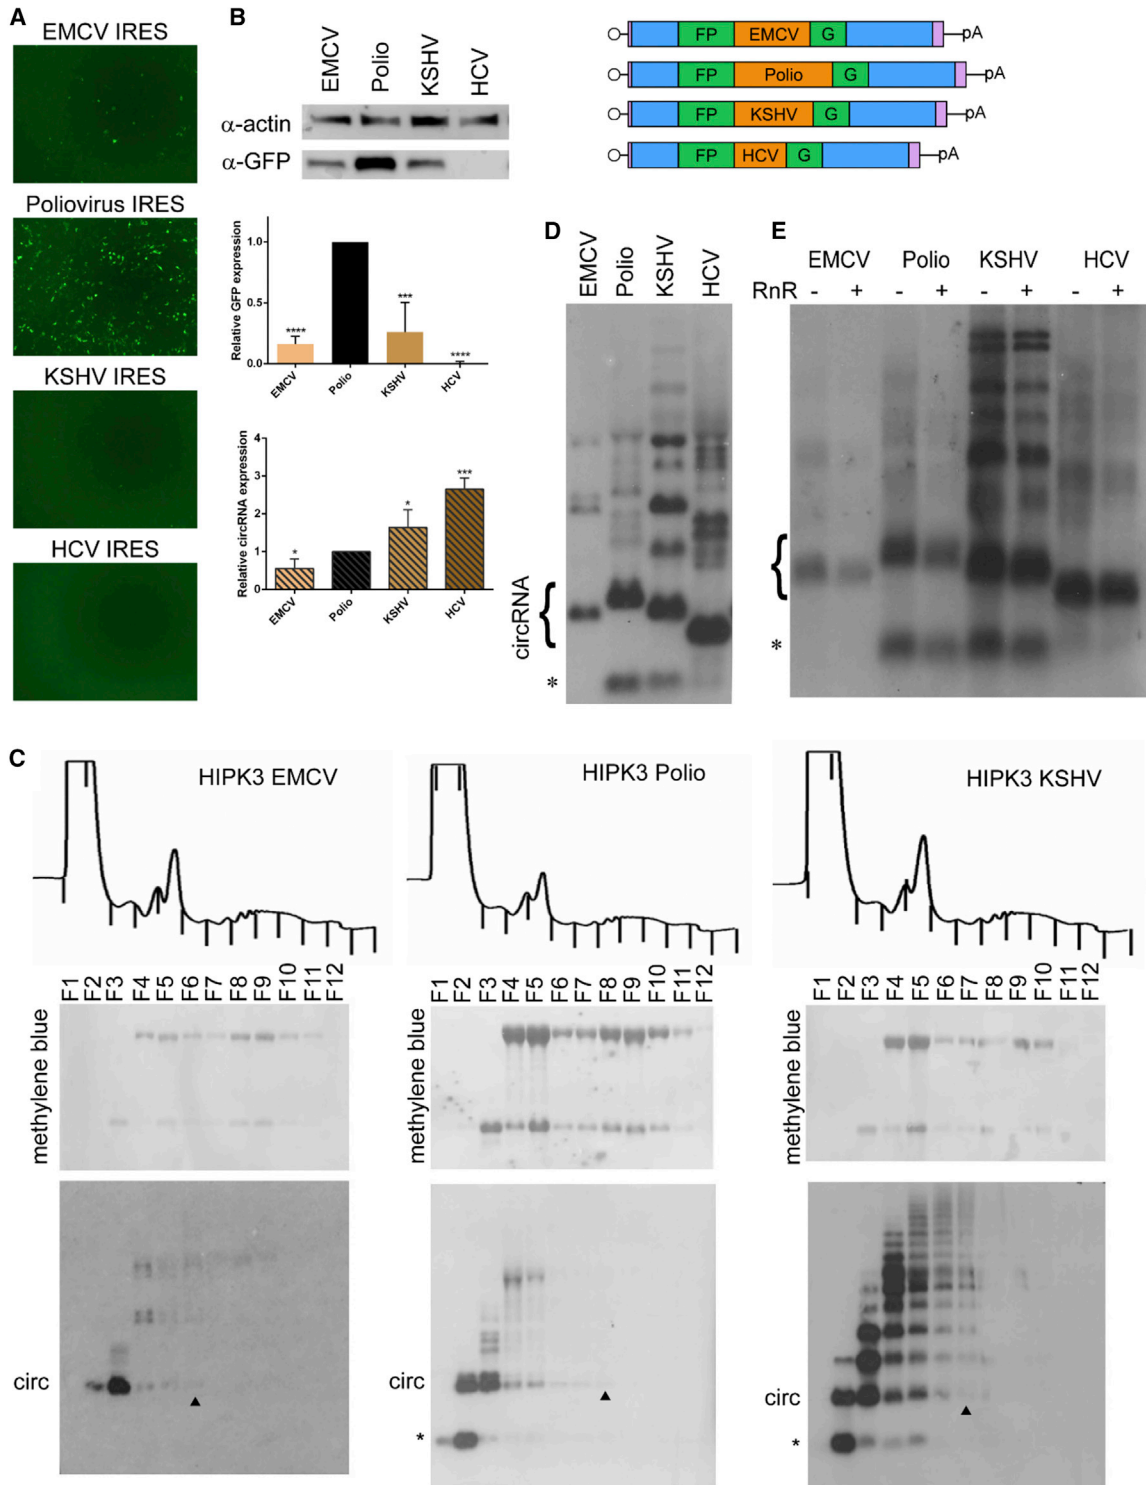 A
EMCV IRES
Poliovirus IRES
KSHV IRES
HCV IRES
B
EMCV
Polio
KSHV
HCV
α-actin
α-GFP
FP EMCV G pA
FP Polio G pA
FP KSHV G pA
FP HCV G pA
Relative GFP expression
1.0
0.5
0.0
****
***
****
EMCV
Polio
KSHV
HCV
Relative circRNA expression
4
3
2
1
0
*
*
***
EMCV
Polio
KSHV
HCV
D
EMCV
Polio
KSHV
HCV
circRNA
{
*
E
EMCV Polio KSHV HCV
RnR - + - + - + - +
{
*
C
HIPK3 EMCV
F1 F2 F3 F4 F5 F6 F7 F8 F9 F10 F11 F12
methylene blue
circ
HIPK3 Polio
F1 F2 F3 F4 F5 F6 F7 F8 F9 F10 F11 F12
methylene blue
circ
*
HIPK3 KSHV
F1 F2 F3 F4 F5 F6 F7 F8 F9 F10 F11 F12
methylene blue
circ
*